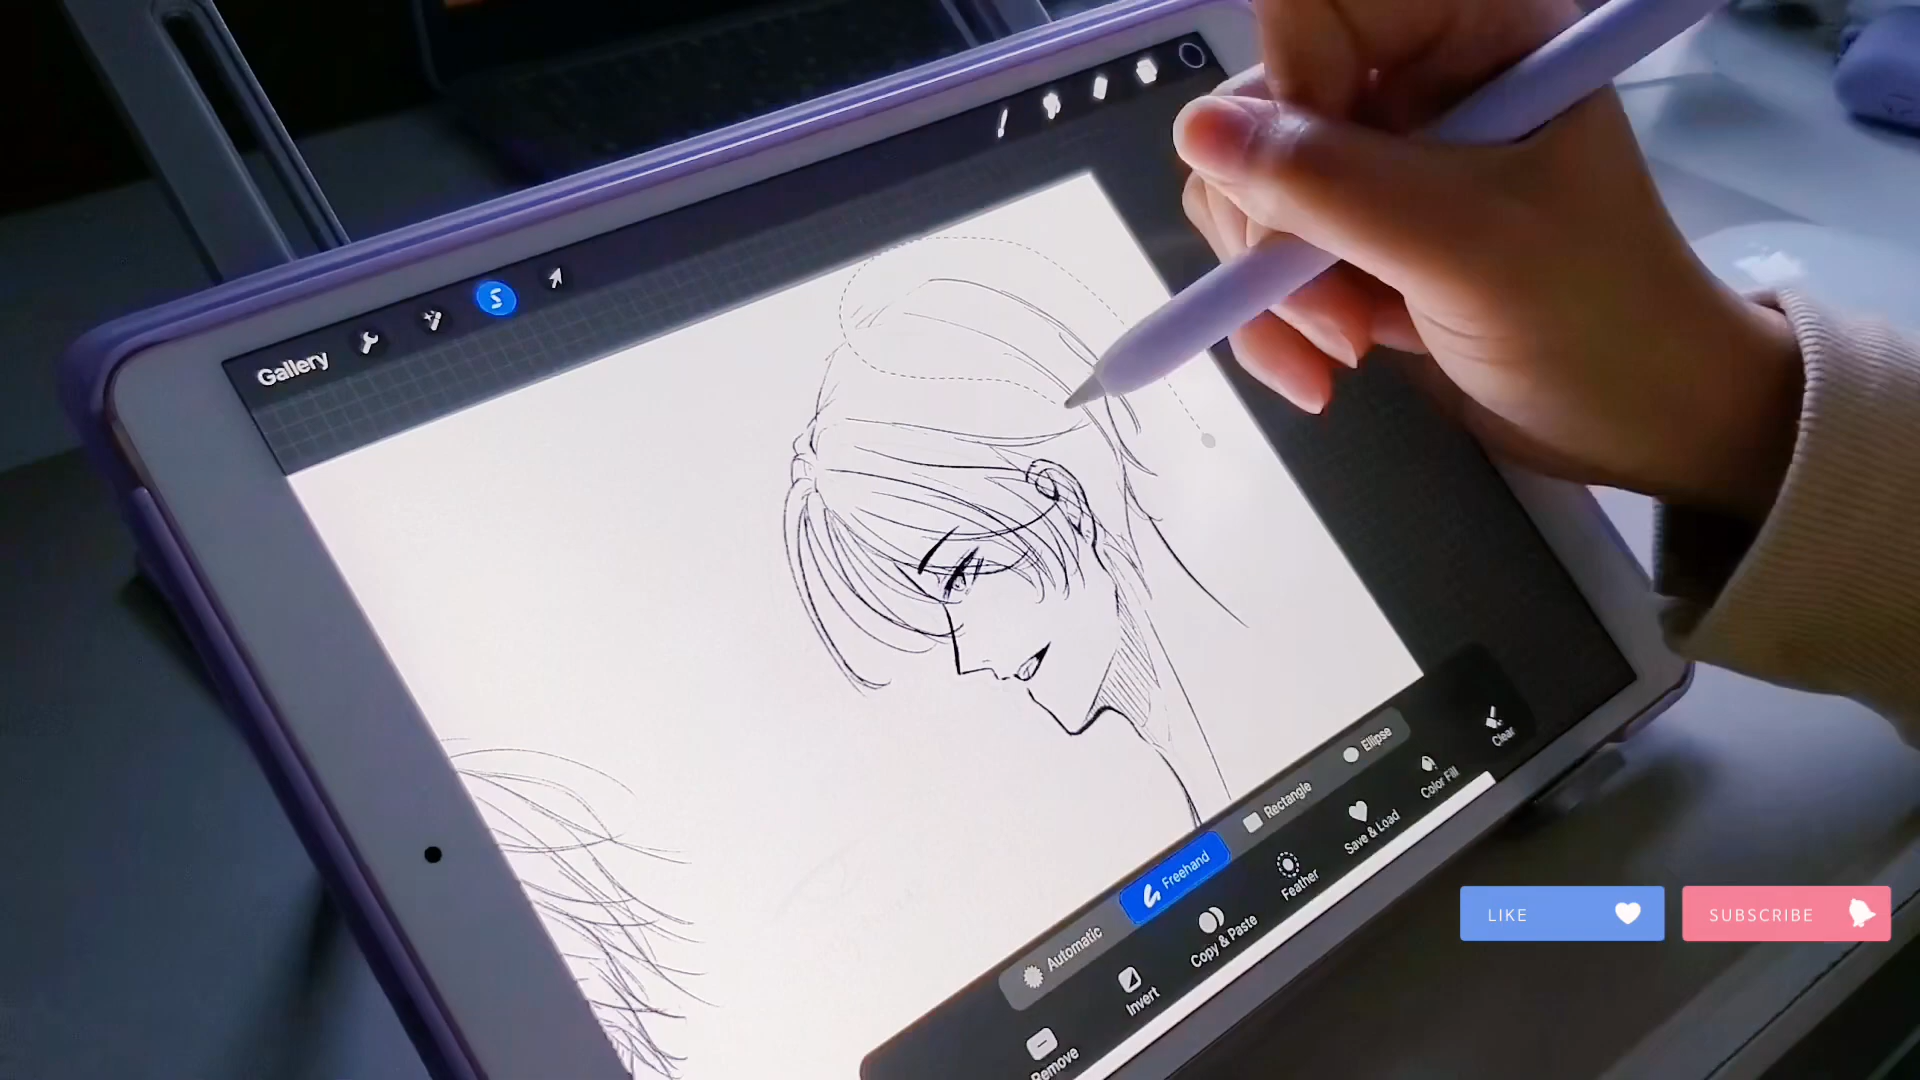 Gallery
Automatic
Freehand
Rectangle
Ellipse
Remove
Invert
Copy & Paste
Feather
Save & Load
Color Fill
Clear
LIKE
SUBSCRIBE